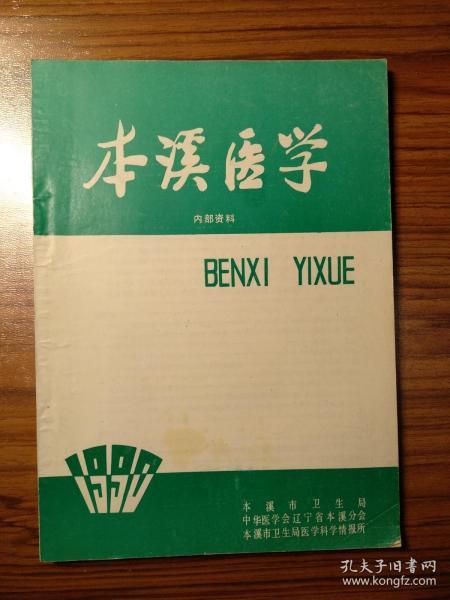 本溪医学
内部资料
BENXI YIXUE
1990
本溪市卫生局
中华医学会辽宁省本溪分会
本溪市卫生局医学科学情报所
孔夫子旧书网
www.kongfz.com